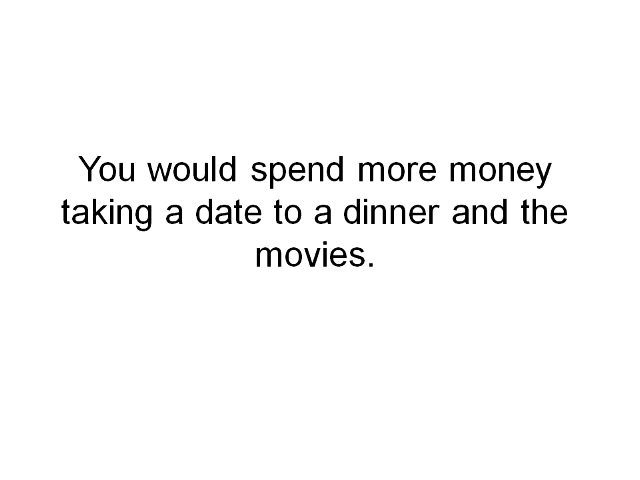 You would spend more money
taking a date to a dinner and the
movies.